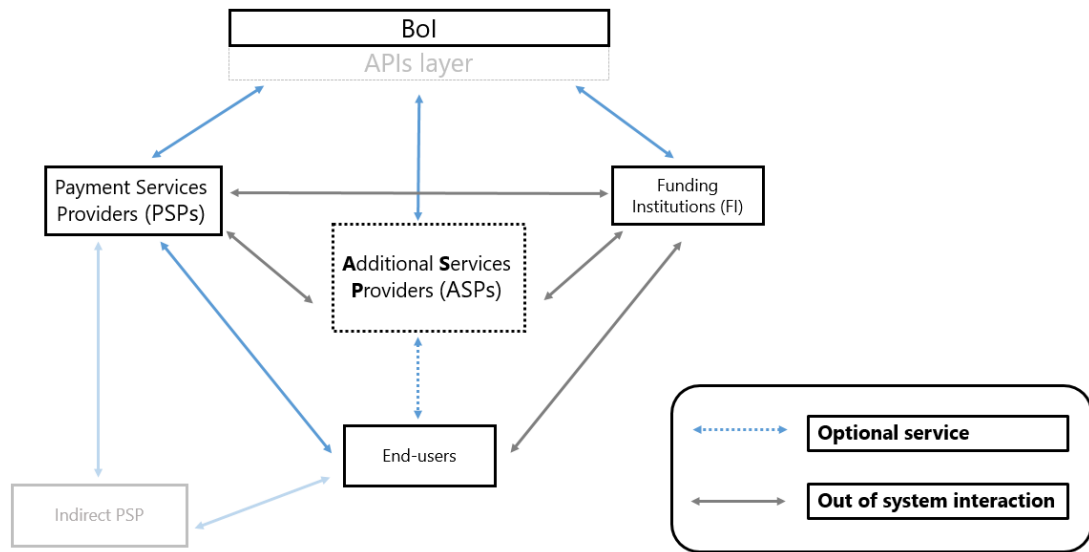 BoI
APIs layer
Payment Services
Providers (PSPs)
Funding
Institutions (FI)
Additional Services
Providers (ASPs)
End-users
Indirect PSP
Optional service
Out of system interaction